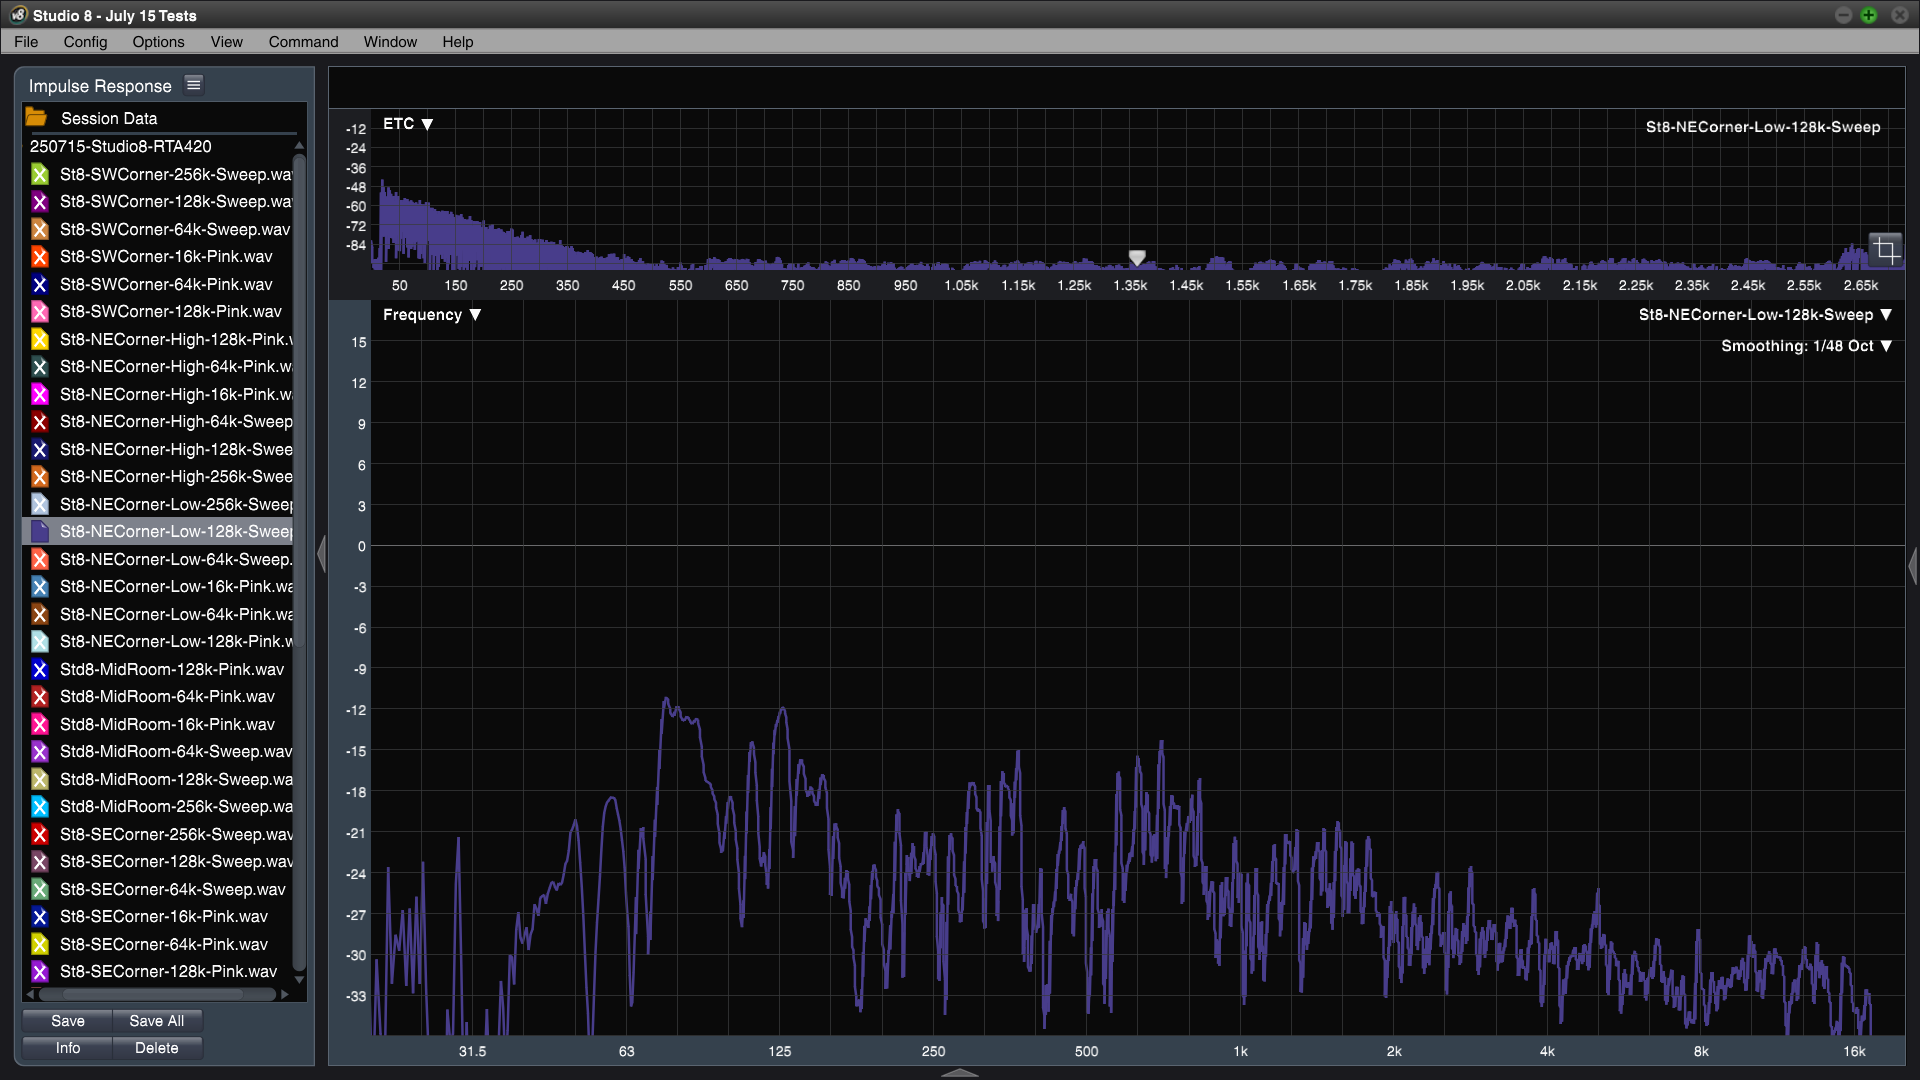 Studio 8 - July 15 Tests
File Config Options View Command Window Help
Impulse Response
Session Data
250715-Studio8-RTA420
St8-SWCorner-256k-Sweep.wa
St8-SWCorner-128k-Sweep.wa
St8-SWCorner-64k-Sweep.wav
St8-SWCorner-16k-Pink.wav
St8-SWCorner-64k-Pink.wav
St8-SWCorner-128k-Pink.wav
St8-NECorner-High-128k-Pink.w
St8-NECorner-High-64k-Pink.w
St8-NECorner-High-16k-Pink.w
St8-NECorner-High-64k-Sweep
St8-NECorner-High-128k-Swee
St8-NECorner-High-256k-Swee
St8-NECorner-Low-256k-Sweep
St8-NECorner-Low-128k-Sweep
St8-NECorner-Low-64k-Sweep.
St8-NECorner-Low-16k-Pink.wa
St8-NECorner-Low-64k-Pink.wa
St8-NECorner-Low-128k-Pink.w
Std8-MidRoom-128k-Pink.wav
Std8-MidRoom-64k-Pink.wav
Std8-MidRoom-16k-Pink.wav
Std8-MidRoom-64k-Sweep.wav
Std8-MidRoom-128k-Sweep.wa
Std8-MidRoom-256k-Sweep.wa
St8-SECorner-256k-Sweep.wav
St8-SECorner-128k-Sweep.wav
St8-SECorner-64k-Sweep.wav
St8-SECorner-16k-Pink.wav
St8-SECorner-64k-Pink.wav
St8-SECorner-128k-Pink.wav
Save Save All
Info Delete
ETC ▼
St8-NECorner-Low-128k-Sweep
-12
-24
-36
-48
-60
-72
-84
50 150 250 350 450 550 650 750 850 950 1.05k 1.15k 1.25k 1.35k 1.45k 1.55k 1.65k 1.75k 1.85k 1.95k 2.05k 2.15k 2.25k 2.35k 2.45k 2.55k 2.65k
Frequency ▼
St8-NECorner-Low-128k-Sweep ▼
Smoothing: 1/48 Oct ▼
15
12
9
6
3
0
-3
-6
-9
-12
-15
-18
-21
-24
-27
-30
-33
31.5 63 125 250 500 1k 2k 4k 8k 16k